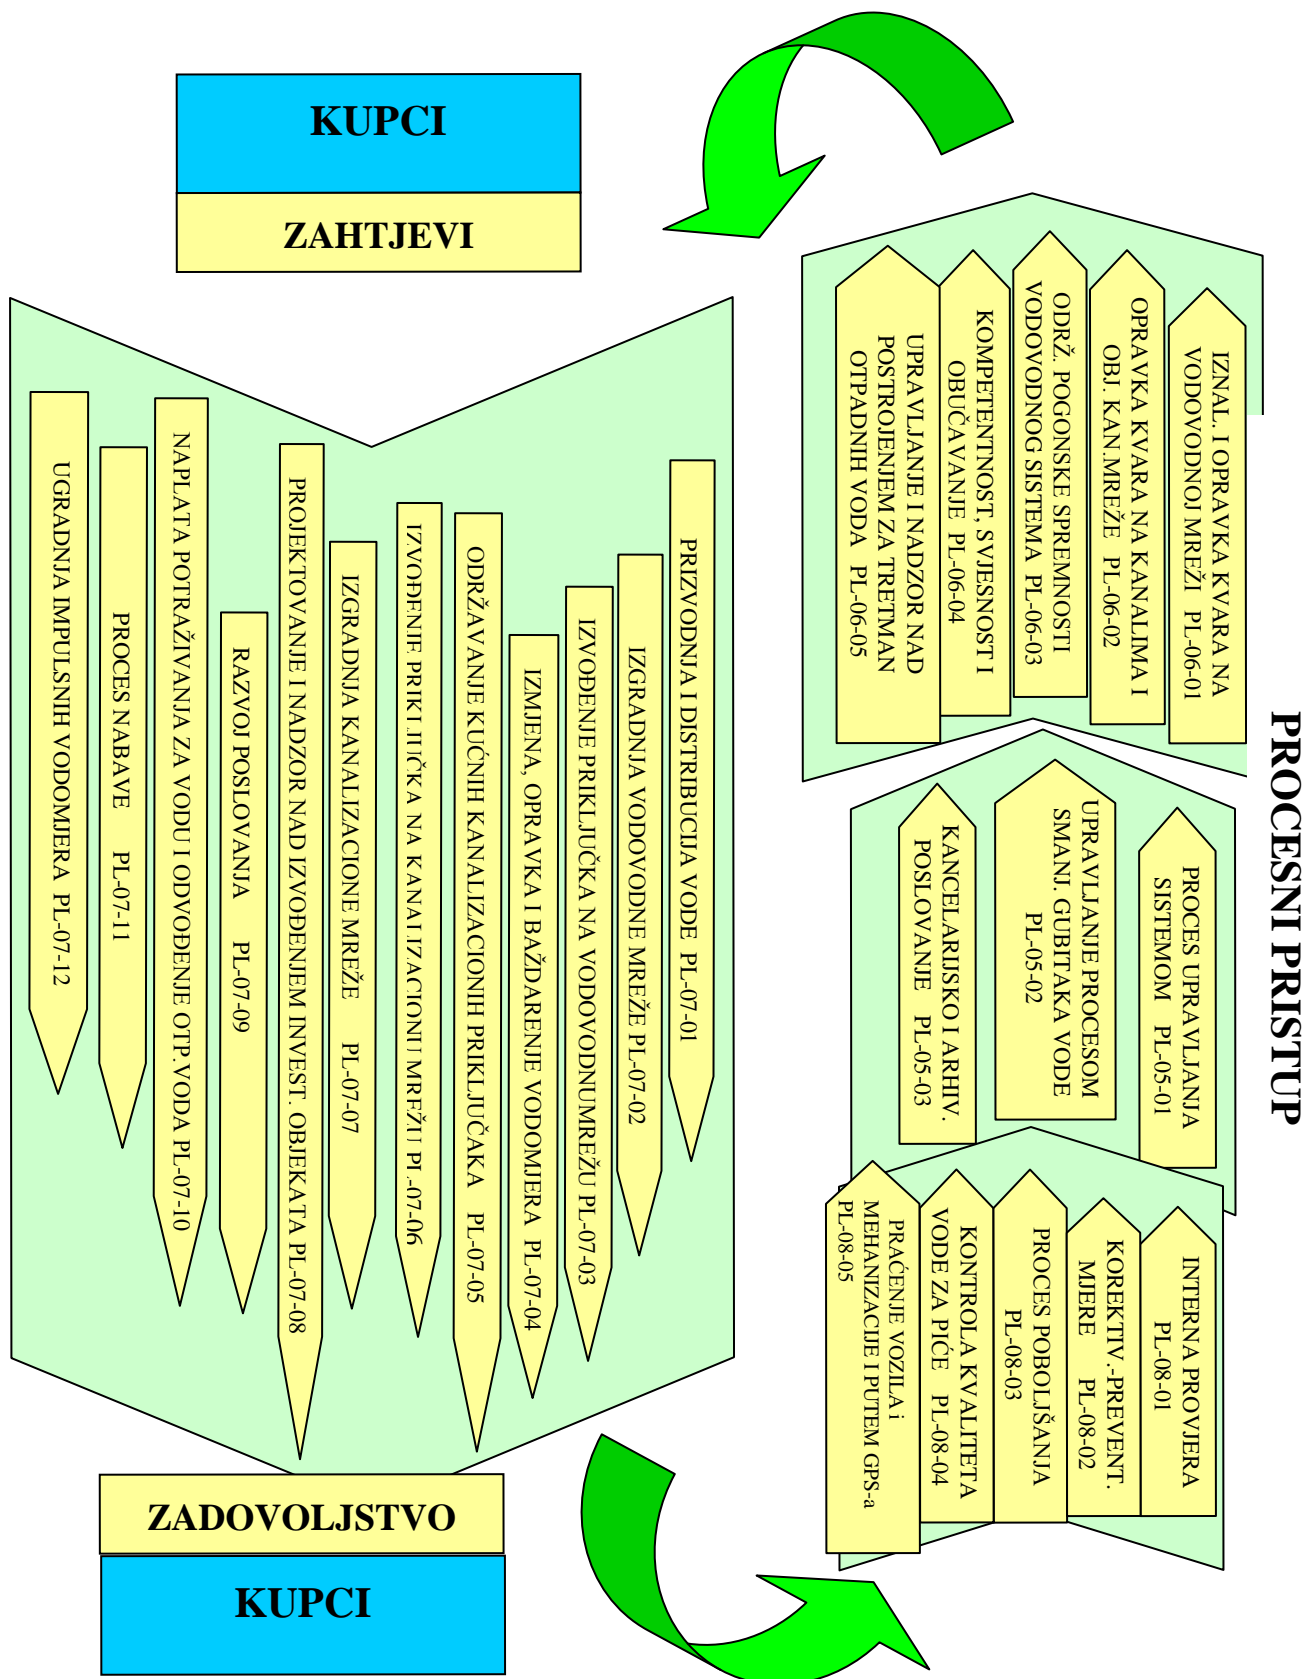 PROCESNI PRISTUP
KUPCI
ZAHTJEVI
IZNAL. I OPRAVKA KVARA NA
VODOVODNOJ MREŽI PL-06-01
OPRAVKA KVARA NA KANALIMA I
OBJ. KAN.MREŽE PL-06-02
ODRŽ. POGONSKE SPREMNOSTI
VODOVODNOG SISTEMA PL-06-03
KOMPETENTNOST, SVJESNOST I
OBUČAVANJE PL-06-04
UPRAVLJANJE I NADZOR NAD
POSTROJENJEM ZA TRETMAN
OTPADNIH VODA PL-06-05
PROCES UPRAVLJANJA
SISTEMOM PL-05-01
UPRAVLJANJE PROCESOM
SMANJ. GUBITAKA VODE
PL-05-02
KANCELARIJSKO I ARHIV.
POSLOVANJE PL-05-03
INTERNA PROVJERA
PL-08-01
KOREKTIV.-PREVENT.
MJERE PL-08-02
PROCES POBOLJŠANJA
PL-08-03
KONTROLA KVALITETA
VODE ZA PIĆE PL-08-04
PRAĆENJE VOZILA i
MEHANIZACIJE I PUTEM GPS-a
PL-08-05
PRIZVODNJA I DISTRIBUCIJA VODE PL-07-01
IZGRADNJA VODOVODNE MREŽE PL-07-02
IZVOĐENJE PRIKLJUČKA NA VODOVODNUMREŽU PL-07-03
IZMJENA, OPRAVKA I BAŽDARENJE VODOMJERA PL-07-04
ODRŽAVANJE KUĆNIH KANALIZACIONIH PRIKLJUČAKA PL-07-05
IZVOĐENJE PRIKLJUČKA NA KANALIZACIONU MREŽU PL-07-06
IZGRADNJA KANALIZACIONE MREŽE PL-07-07
PROJEKTOVANJE I NADZOR NAD IZVOĐENJEM INVEST. OBJEKATA PL-07-08
RAZVOJ POSLOVANJA PL-07-09
NAPLATA POTRAŽIVANJA ZA VODU I ODVOĐENJE OTP.VODA PL-07-10
PROCES NABAVE PL-07-11
UGRADNJA IMPULSNIH VODOMJERA PL-07-12
ZADOVOLJSTVO
KUPCI